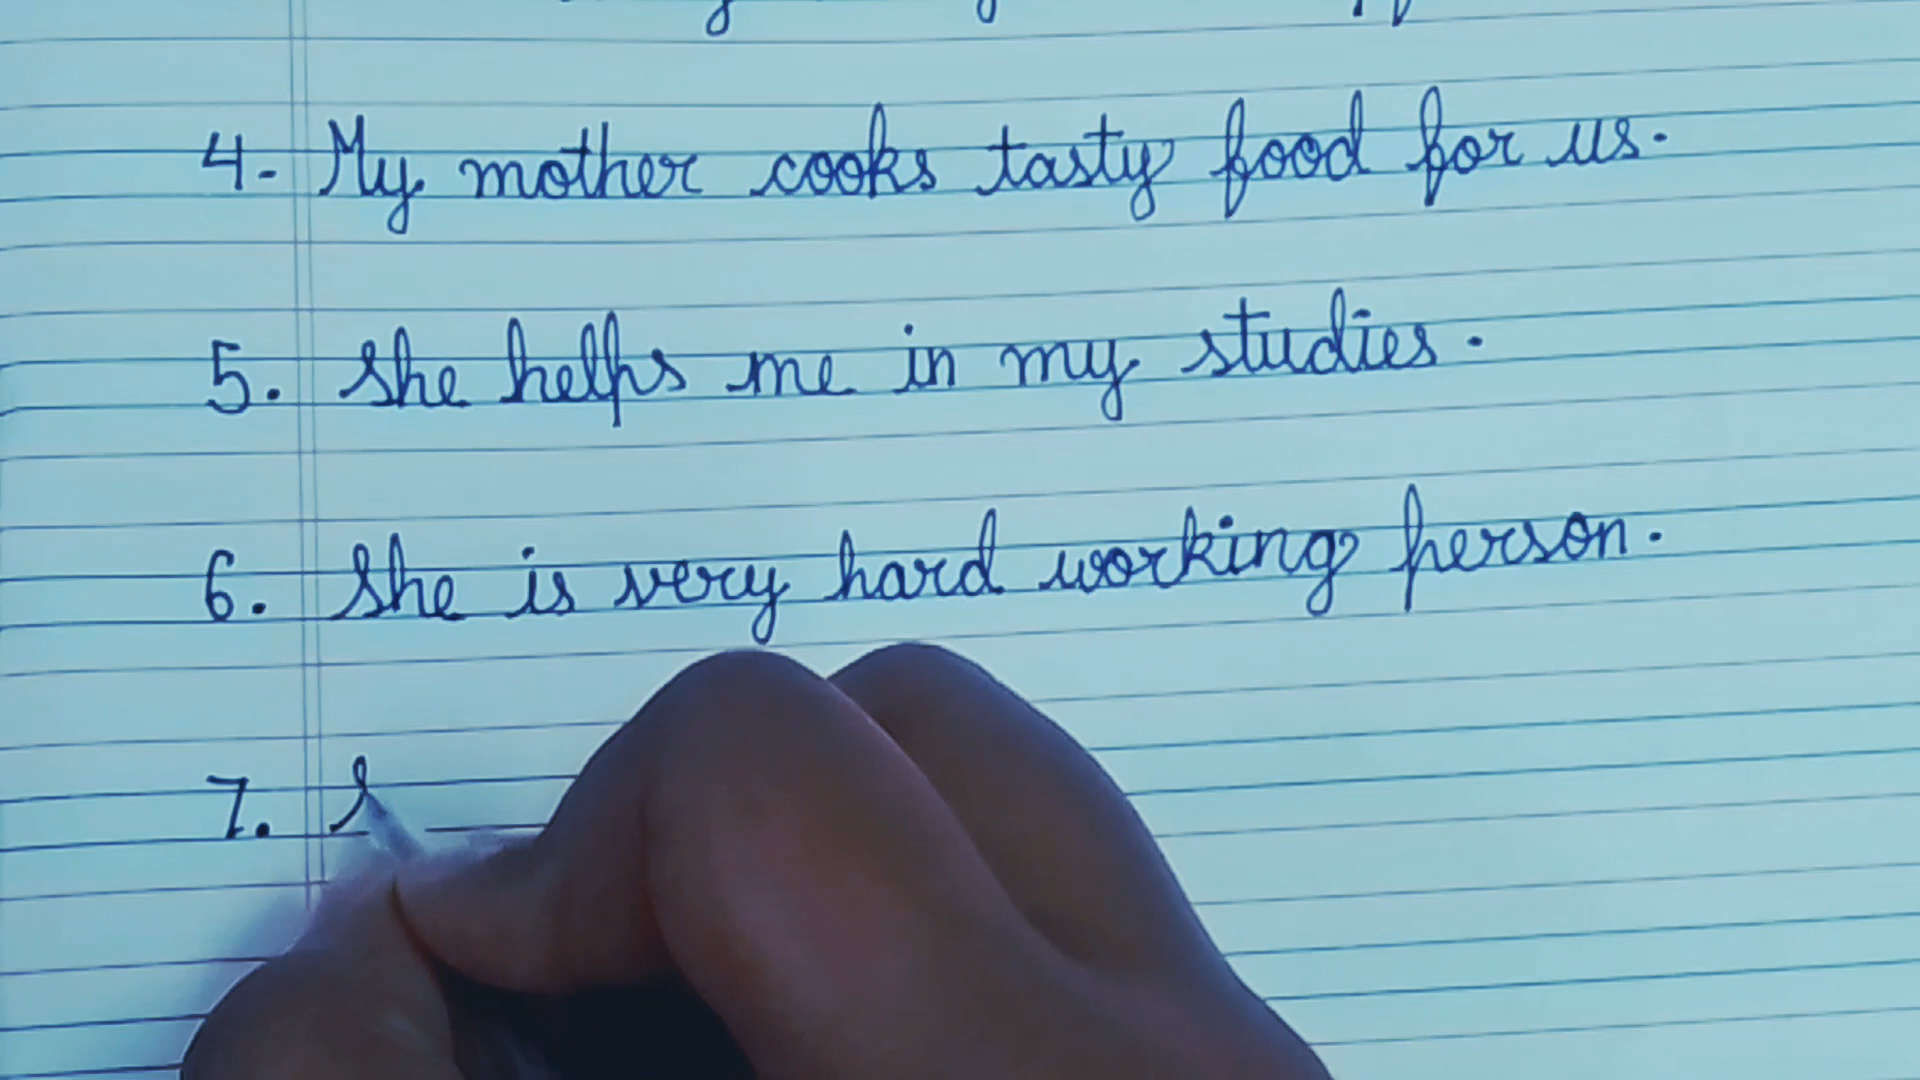 4- My mother cooks tasty food for us.
5. She helps me in my studies.
6. She is very hard working person.
7.